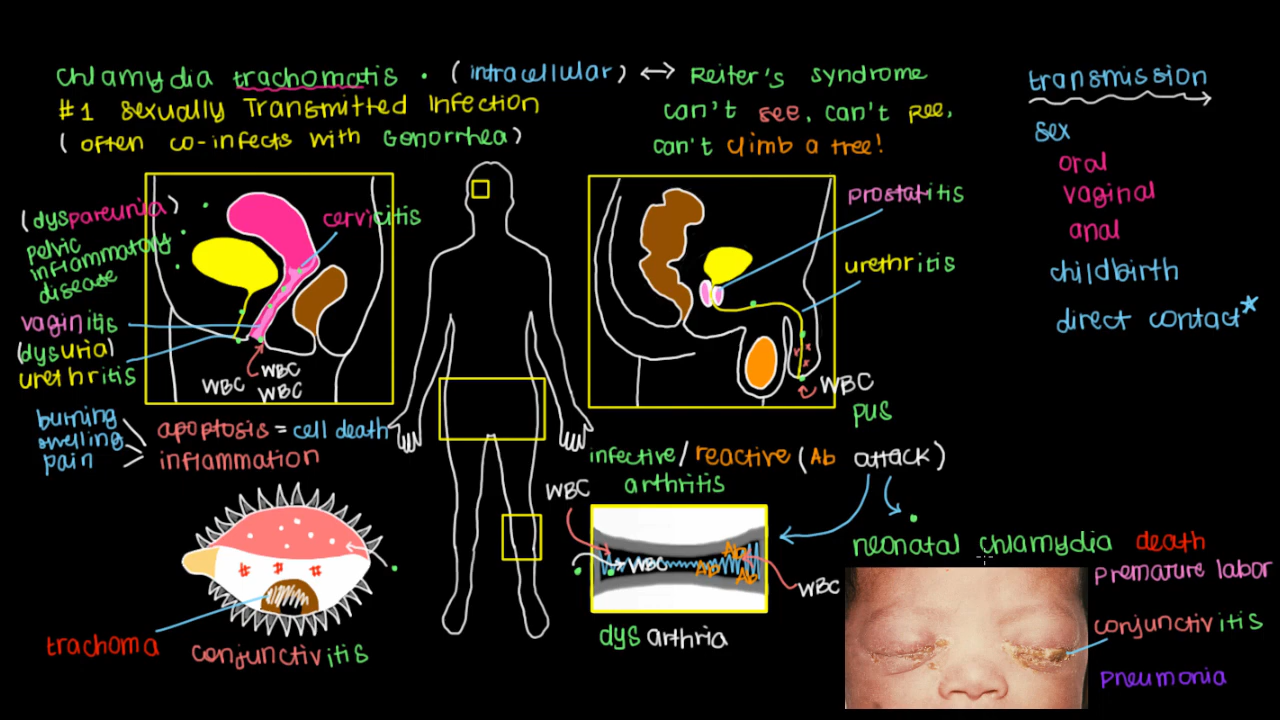 chlamydia trachomatis . (intracellular) ↔ Reiter's syndrome
#1 Sexually Transmitted Infection
(often co-infects with Gonorrhea)
can't see, can't pee,
can't climb a tree!
transmission
sex
oral
vaginal
anal
childbirth
direct contact*
(dyspareunia)
pelvic
inflammatory
disease
cervicitis
vaginitis
(dysuria)
urethritis
WBC
WBC
WBC
burning
swelling
pain
apoptosis = cell death
inflammation
prostatitis
urethritis
WBC
pus
infective/reactive (Ab attack)
arthritis
WBC
WBC
Ab
Ab
Ab
WBC
dysarthria
trachoma
conjunctivitis
neonatal chlamydia death
premature labor
conjunctivitis
pneumonia